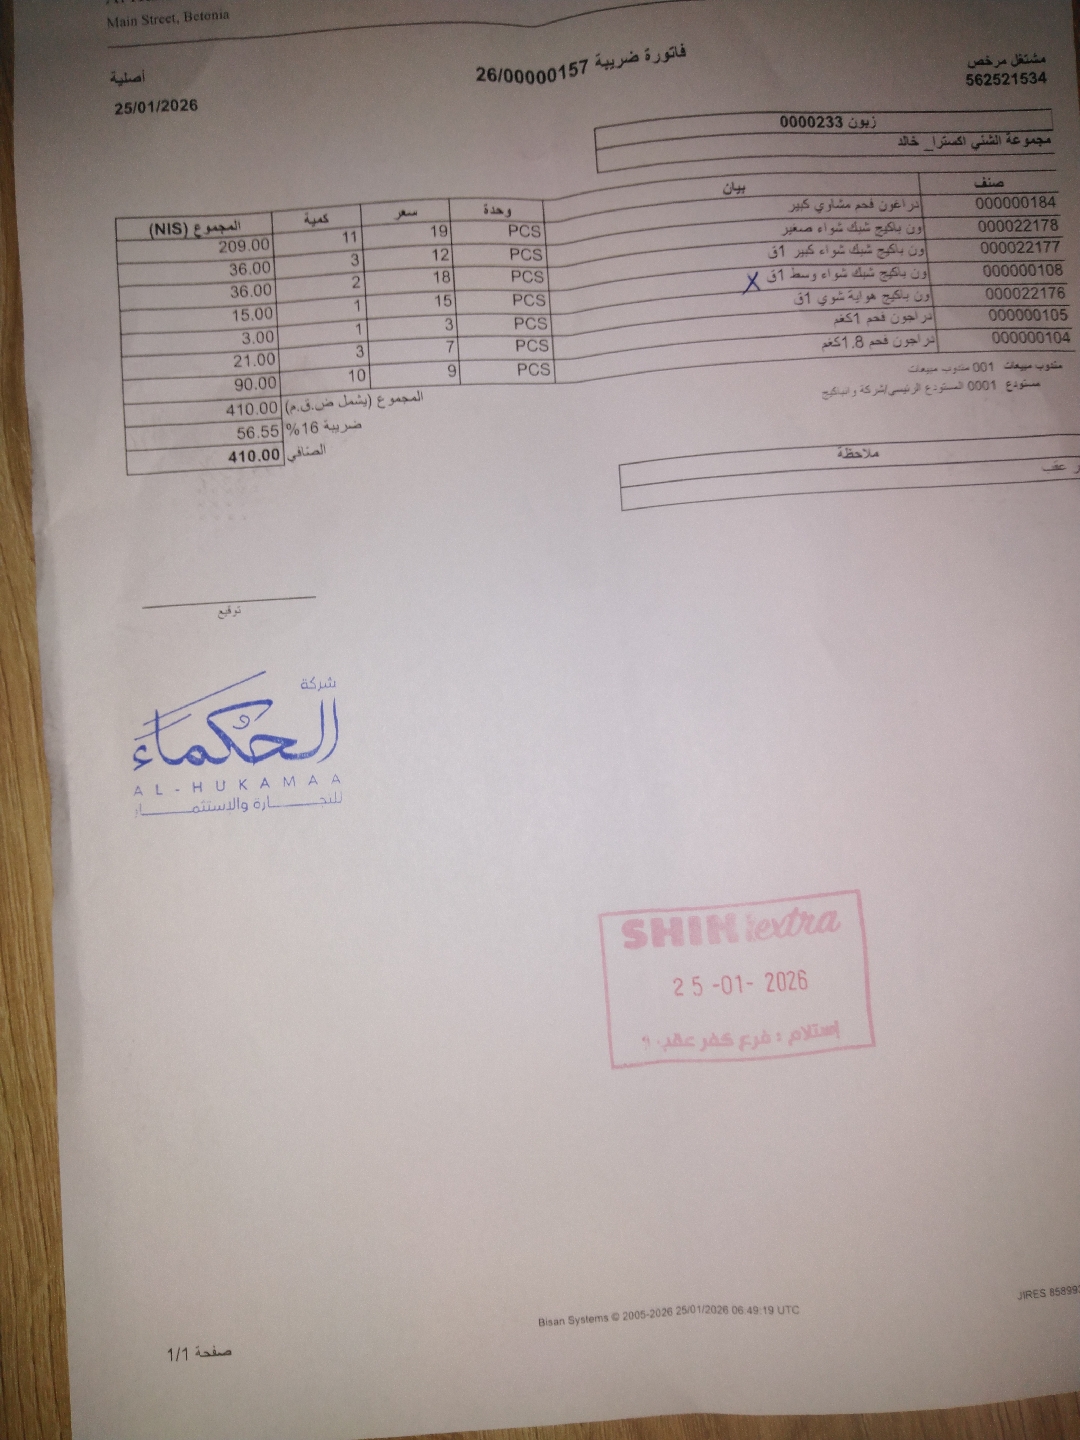 Main Street, Betonia
فاتورة ضريبية 26/00000157
مشتغل مرخص
562521534
أصلية
25/01/2026
زبون 0000233
مجموعة الشني اكسترا_ خالد
صنف بيان وحدة سعر كمية المجموع (NIS)
000000184 دراغون فحم مشاوي كبير PCS 19 11 209.00
000022178 ون باكيج شبك شواء صغير PCS 12 3 36.00
000022177 ون باكيج شبك شواء كبير 1ق PCS 18 2 36.00
000000108 ون باكيج شبك شواء وسط 1ق X PCS 15 1 15.00
000022176 ون باكيج هواية شوي 1ق PCS 3 1 3.00
000000105 دراجون فحم 1كغم PCS 7 3 21.00
000000104 دراجون فحم 1,8كغم PCS 9 10 90.00
المجموع (يشمل ض.ق.م) 410.00
ضريبة 16% 56.55
الصافي 410.00
مندوب مبيعات 001 مندوب مبيعات
مستودع 0001 المستودع الرئيسي/شركة وانباكيج
ملاحظة
عقب
توقيع
شركة
الحكماء
AL-HUKAMAA
للتجارة والاستثمار
SHINI extra
25-01-2026
إستلام : فرع كفر عقب
Bisan Systems © 2005-2026 25/01/2026 06:49:19 UTC
صفحة 1/1